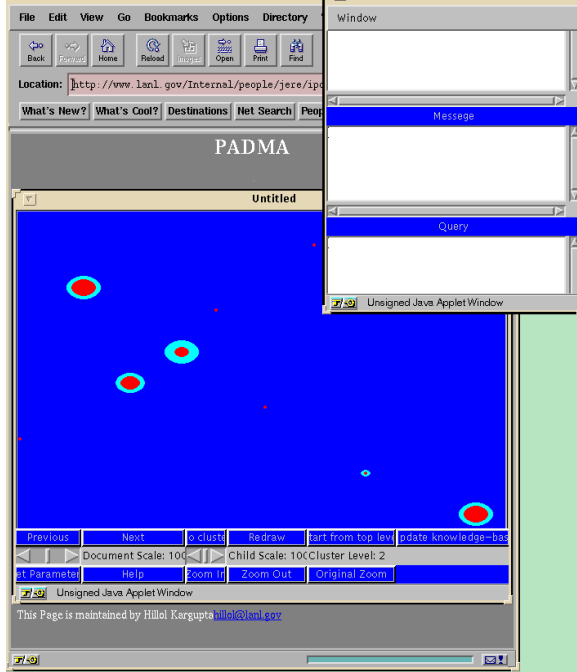 File Edit View Go Bookmarks Options Directory
Back Forward Home Reload Images Open Print Find
Location: http://www.lanl.gov/Internal/people/jere/ipo
What's New? What's Cool? Destinations Net Search Peop
PADMA
Untitled
Window
Messege
Query
Unsigned Java Applet Window
Previous Next o cluste Redraw tart from top leve pdate knowledge-bas
Document Scale: 100 Child Scale: 100 Cluster Level: 2
et Parameter Help Zoom In Zoom Out Original Zoom
Unsigned Java Applet Window
This Page is maintained by Hillol Kargupta hillol@lanl.gov